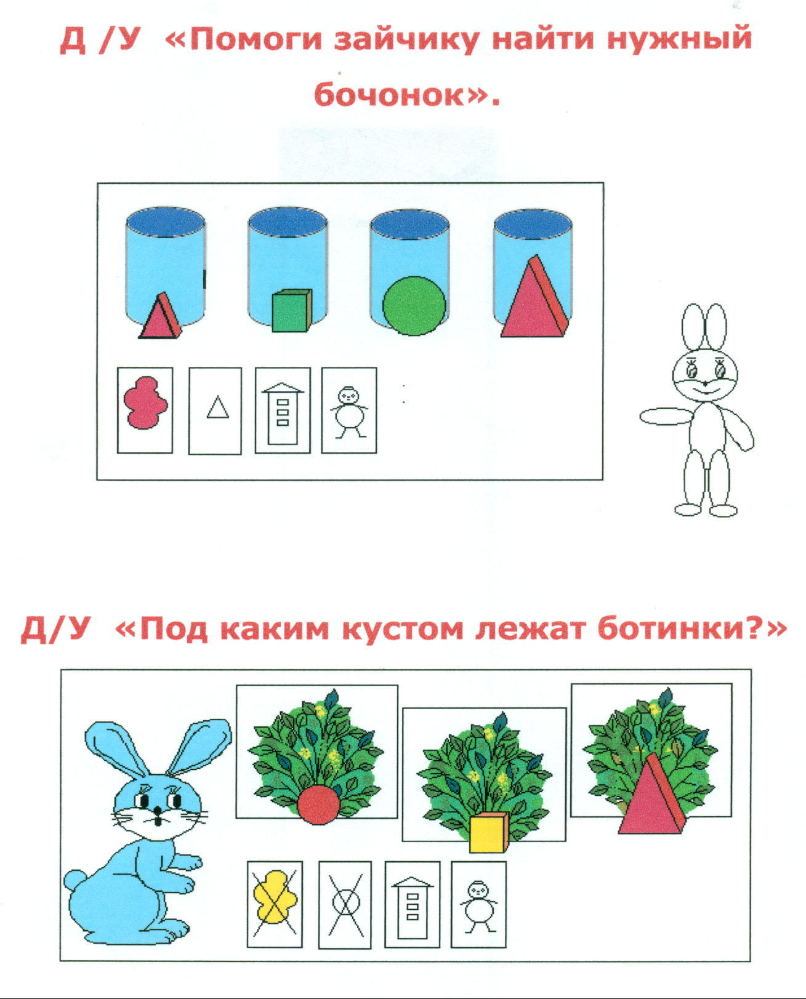 Д /У «Помоги зайчику найти нужный
бочонок».
Д/У «Под каким кустом лежат ботинки?»